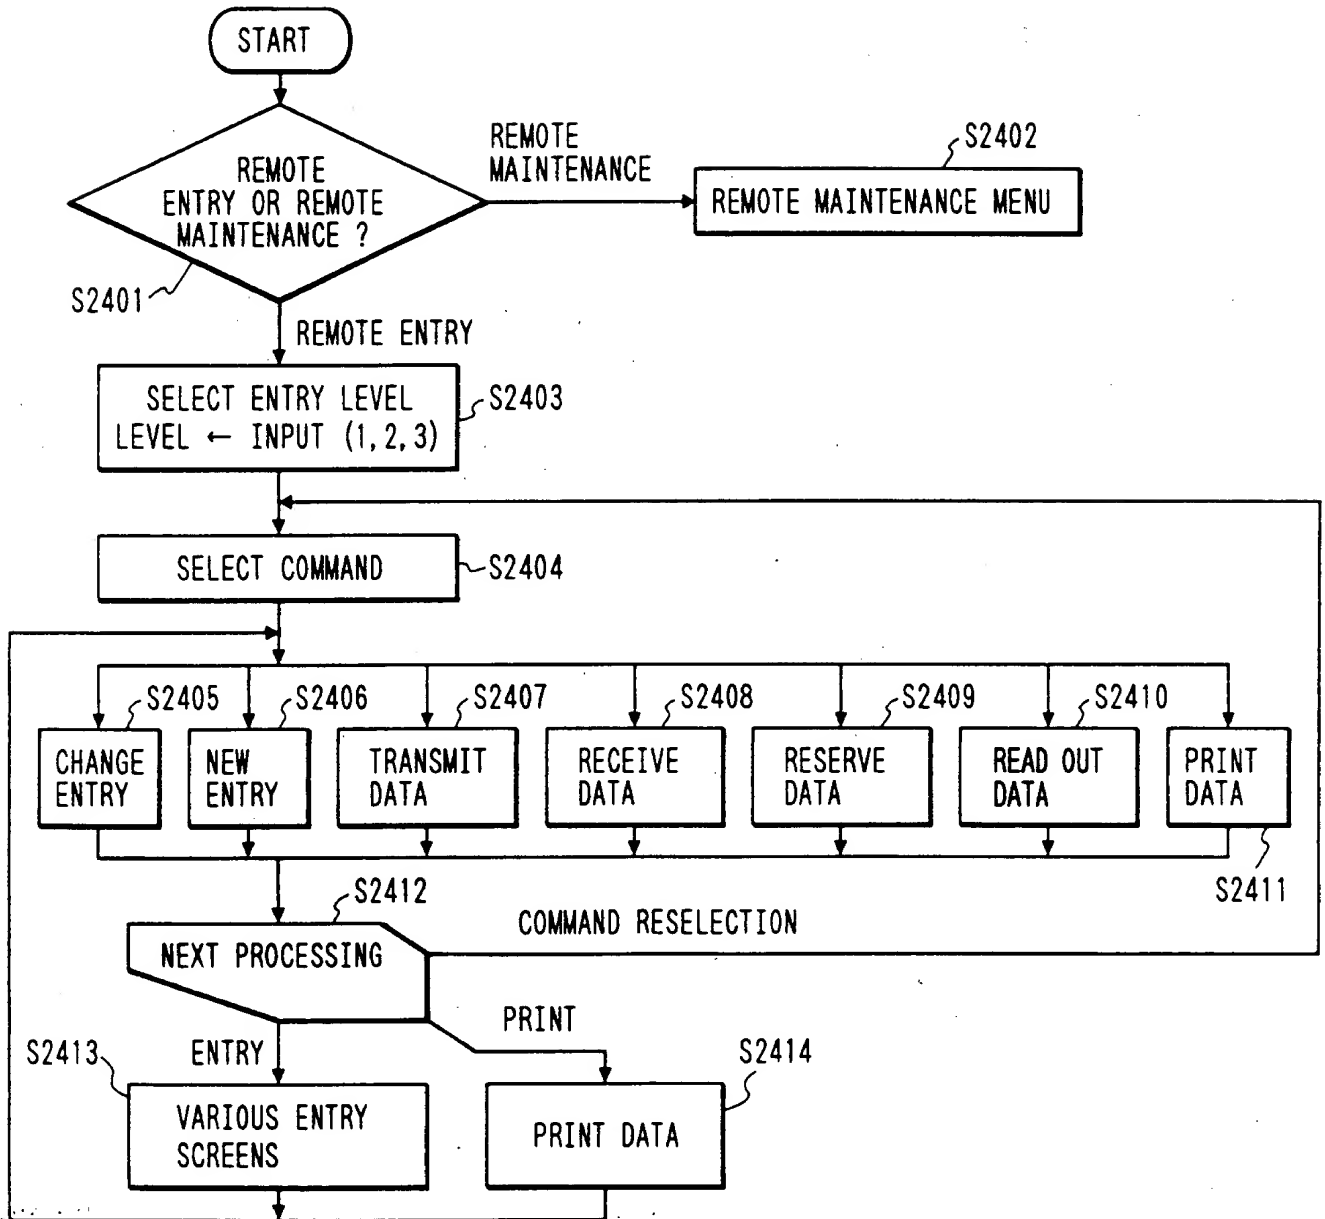 START
REMOTE
ENTRY OR REMOTE
MAINTENANCE ?
S2401
REMOTE
MAINTENANCE
S2402
REMOTE MAINTENANCE MENU
REMOTE ENTRY
SELECT ENTRY LEVEL
LEVEL ← INPUT (1,2,3)
S2403
SELECT COMMAND
S2404
S2405
CHANGE
ENTRY
S2406
NEW
ENTRY
S2407
TRANSMIT
DATA
S2408
RECEIVE
DATA
S2409
RESERVE
DATA
S2410
READ OUT
DATA
PRINT
DATA
S2411
S2412
NEXT PROCESSING
COMMAND RESELECTION
ENTRY
PRINT
S2413
VARIOUS ENTRY
SCREENS
S2414
PRINT DATA